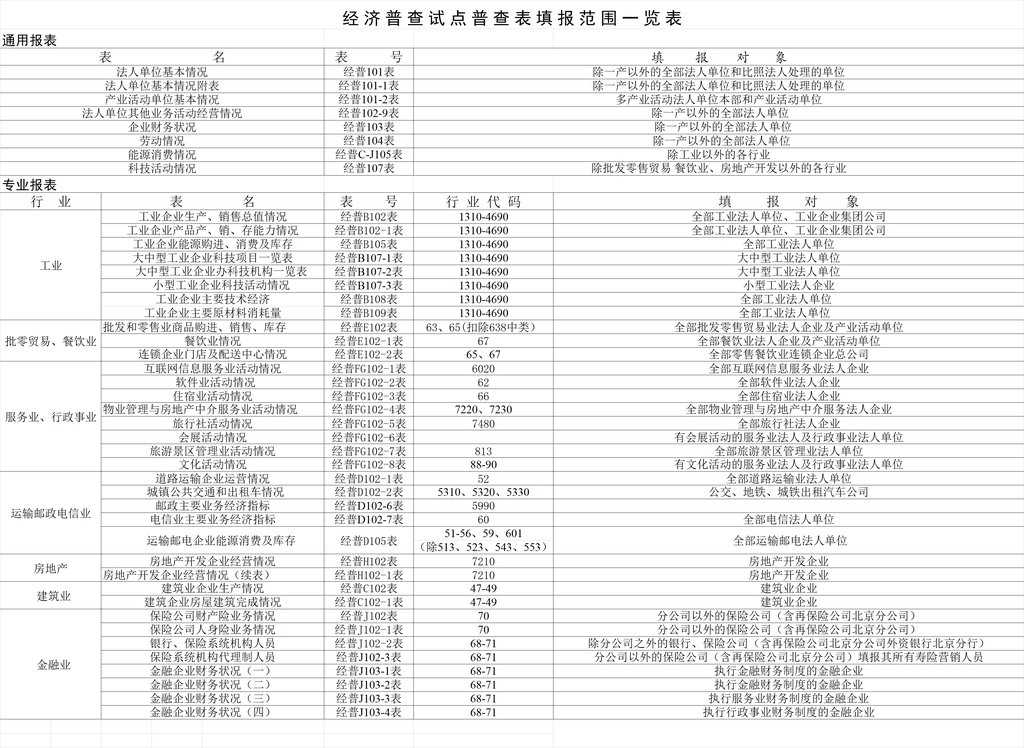 经济普查试点普查表填报范围一览表
通用报表
表 名 表 号 填 报 对 象
法人单位基本情况 经普101表 除一产以外的全部法人单位和比照法人处理的单位
法人单位基本情况附表 经普101-1表 除一产以外的全部法人单位和比照法人处理的单位
产业活动单位基本情况 经普101-2表 多产业活动法人单位本部和产业活动单位
法人单位其他业务活动经营情况 经普102-9表 除一产以外的全部法人单位
企业财务状况 经普103表 除一产以外的全部法人单位
劳动情况 经普104表 除一产以外的全部法人单位
能源消费情况 经普C-J105表 除工业以外的各行业
科技活动情况 经普107表 除批发零售贸易 餐饮业、房地产开发以外的各行业
专业报表
行 业 表 名 表 号 行 业 代 码 填 报 对 象
工业
工业企业生产、销售总值情况 经普B102表 1310-4690 全部工业法人单位、工业企业集团公司
工业企业产品产、销、存能力情况 经普B102-1表 1310-4690 全部工业法人单位、工业企业集团公司
工业企业能源购进、消费及库存 经普B105表 1310-4690 全部工业法人单位
大中型工业企业科技项目一览表 经普B107-1表 1310-4690 大中型工业法人单位
大中型工业企业办科技机构一览表 经普B107-2表 1310-4690 大中型工业法人单位
小型工业企业科技活动情况 经普B107-3表 1310-4690 小型工业法人企业
工业企业主要技术经济 经普B108表 1310-4690 全部工业法人单位
工业企业主要原材料消耗量 经普B109表 1310-4690 全部工业法人单位
批零贸易、餐饮业
批发和零售业商品购进、销售、库存 经普E102表 63、65(扣除638中类) 全部批发零售贸易业法人企业及产业活动单位
餐饮业情况 经普E102-1表 67 全部餐饮业法人企业及产业活动单位
连锁企业门店及配送中心情况 经普E102-2表 65、67 全部零售餐饮业连锁企业总公司
服务业、行政事业
互联网信息服务业活动情况 经普FG102-1表 6020 全部互联网信息服务业法人企业
软件业活动情况 经普FG102-2表 62 全部软件业法人企业
住宿业活动情况 经普FG102-3表 66 全部住宿业法人企业
物业管理与房地产中介服务业活动情况 经普FG102-4表 7220、7230 全部物业管理与房地产中介服务法人企业
旅行社活动情况 经普FG102-5表 7480 全部旅行社法人企业
会展活动情况 经普FG102-6表 有会展活动的服务业法人及行政事业法人单位
旅游景区管理业活动情况 经普FG102-7表 813 全部旅游景区管理业法人单位
文化活动情况 经普FG102-8表 88-90 有文化活动的服务业法人及行政事业法人单位
运输邮政电信业
道路运输企业运营情况 经普D102-1表 52 全部道路运输业法人单位
城镇公共交通和出租车情况 经普D102-2表 5310、5320、5330 公交、地铁、城铁出租汽车公司
邮政主要业务经济指标 经普D102-6表 5990
电信业主要业务经济指标 经普D102-7表 60 全部电信法人单位
运输邮电企业能源消费及库存 经普D105表 51-56、59、601 (除513、523、543、553) 全部运输邮电法人单位
房地产
房地产开发企业经营情况 经普H102表 7210 房地产开发企业
房地产开发企业经营情况（续表） 经普H102-1表 7210 房地产开发企业
建筑业
建筑业企业生产情况 经普C102表 47-49 建筑业企业
建筑企业房屋建筑完成情况 经普C102-1表 47-49 建筑业企业
金融业
保险公司财产险业务情况 经普J102表 70 分公司以外的保险公司（含再保险公司北京分公司）
保险公司人身险业务情况 经普J102-1表 70 分公司以外的保险公司（含再保险公司北京分公司）
银行、保险系统机构人员 经普J102-2表 68-71 除分公司之外的银行、保险公司（含再保险公司北京分公司外资银行北京分行）
保险系统机构代理制人员 经普J102-3表 68-71 分公司以外的保险公司（含再保险公司北京分公司）填报其所有寿险营销人员
金融企业财务状况（一） 经普J103-1表 68-71 执行金融财务制度的金融企业
金融企业财务状况（二） 经普J103-2表 68-71 执行金融财务制度的金融企业
金融企业财务状况（三） 经普J103-3表 68-71 执行服务业财务制度的金融企业
金融企业财务状况（四） 经普J103-4表 68-71 执行行政事业财务制度的金融企业